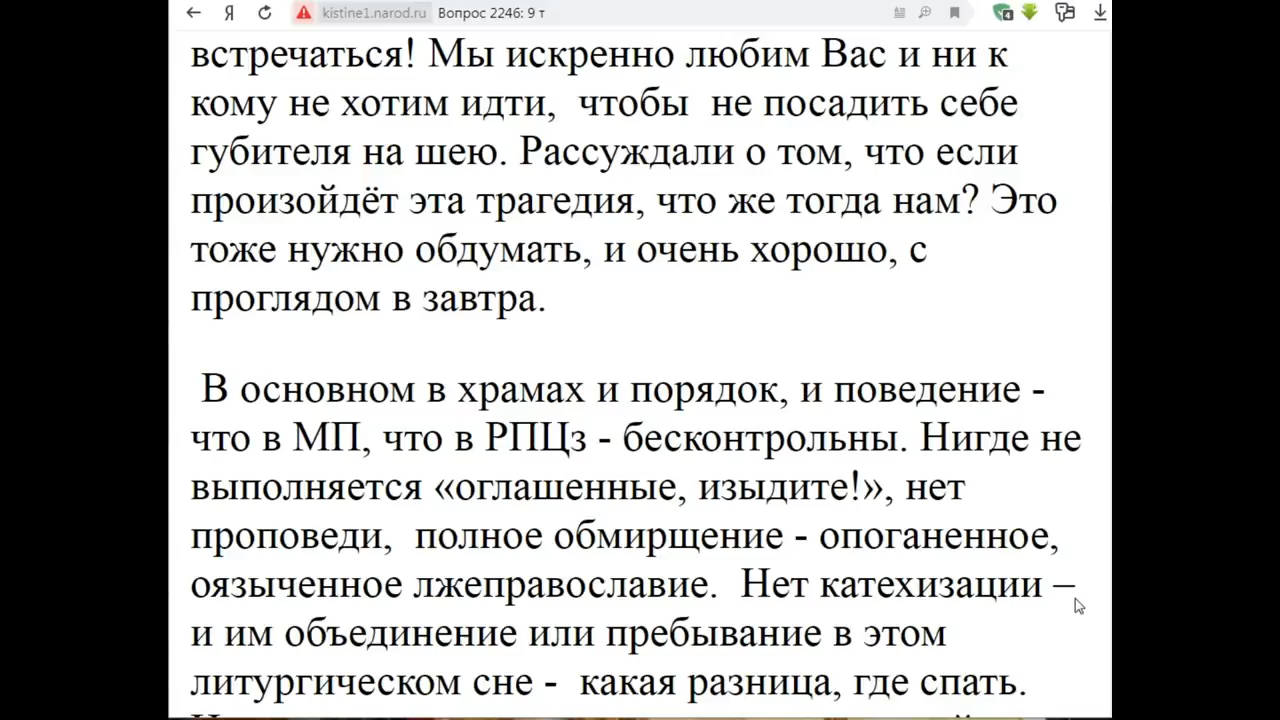 Я kistine1.narod.ru Вопрос 2246: 9 т 4
встречаться! Мы искренно любим Вас и ни к
кому не хотим идти, чтобы не посадить себе
губителя на шею. Рассуждали о том, что если
произойдёт эта трагедия, что же тогда нам? Это
тоже нужно обдумать, и очень хорошо, с
проглядом в завтра.
В основном в храмах и порядок, и поведение -
что в МП, что в РПЦз - бесконтрольны. Нигде не
выполняется «оглашенные, изыдите!», нет
проповеди, полное обмирщение - опоганенное,
оязыченное лжеправославие. Нет катехизации –
и им объединение или пребывание в этом
литургическом сне - какая разница, где спать.